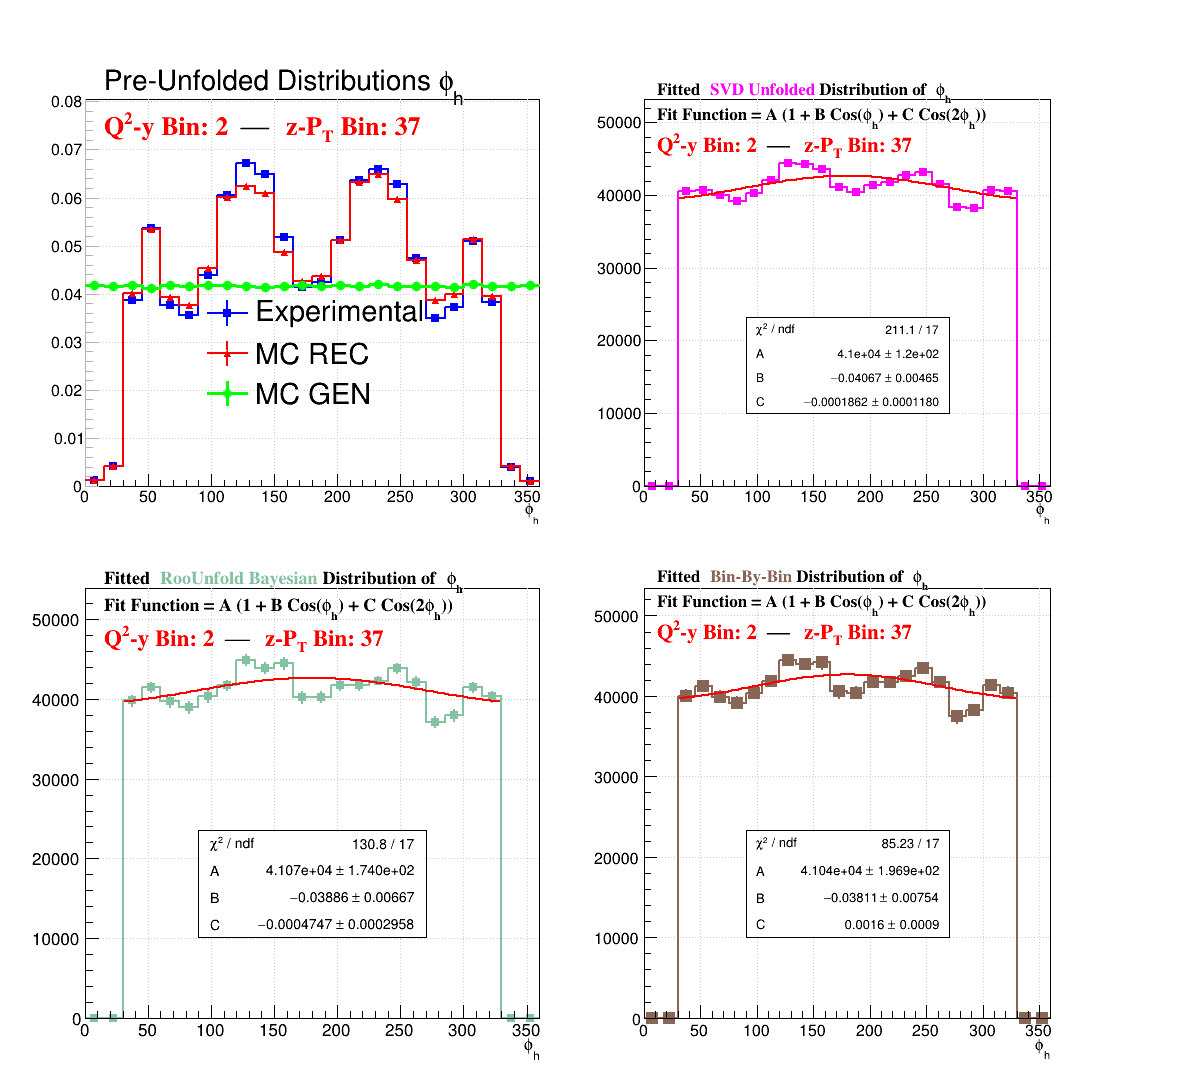 Pre-Unfolded Distributions ϕh
Q2-y Bin: 2 — z-PT Bin: 37
0.08
0.07
0.06
0.05
0.04
0.03
0.02
0.01
0
Experimental
MC REC
MC GEN
0 50 100 150 200 250 300 350
ϕh
Fitted SVD Unfolded Distribution of ϕh
Fit Function = A (1 + B Cos(ϕh) + C Cos(2ϕh))
Q2-y Bin: 2 — z-PT Bin: 37
50000
40000
30000
20000
10000
0
χ2 / ndf 211.1 / 17
A 4.1e+04 ± 1.2e+02
B −0.04067 ± 0.00465
C −0.0001862 ± 0.0001180
0 50 100 150 200 250 300 350
ϕh
Fitted RooUnfold Bayesian Distribution of ϕh
Fit Function = A (1 + B Cos(ϕh) + C Cos(2ϕh))
Q2-y Bin: 2 — z-PT Bin: 37
50000
40000
30000
20000
10000
0
χ2 / ndf 130.8 / 17
A 4.107e+04 ± 1.740e+02
B −0.03886 ± 0.00667
C −0.0004747 ± 0.0002958
0 50 100 150 200 250 300 350
ϕh
Fitted Bin-By-Bin Distribution of ϕh
Fit Function = A (1 + B Cos(ϕh) + C Cos(2ϕh))
Q2-y Bin: 2 — z-PT Bin: 37
50000
40000
30000
20000
10000
0
χ2 / ndf 85.23 / 17
A 4.104e+04 ± 1.969e+02
B −0.03811 ± 0.00754
C 0.0016 ± 0.0009
0 50 100 150 200 250 300 350
ϕh